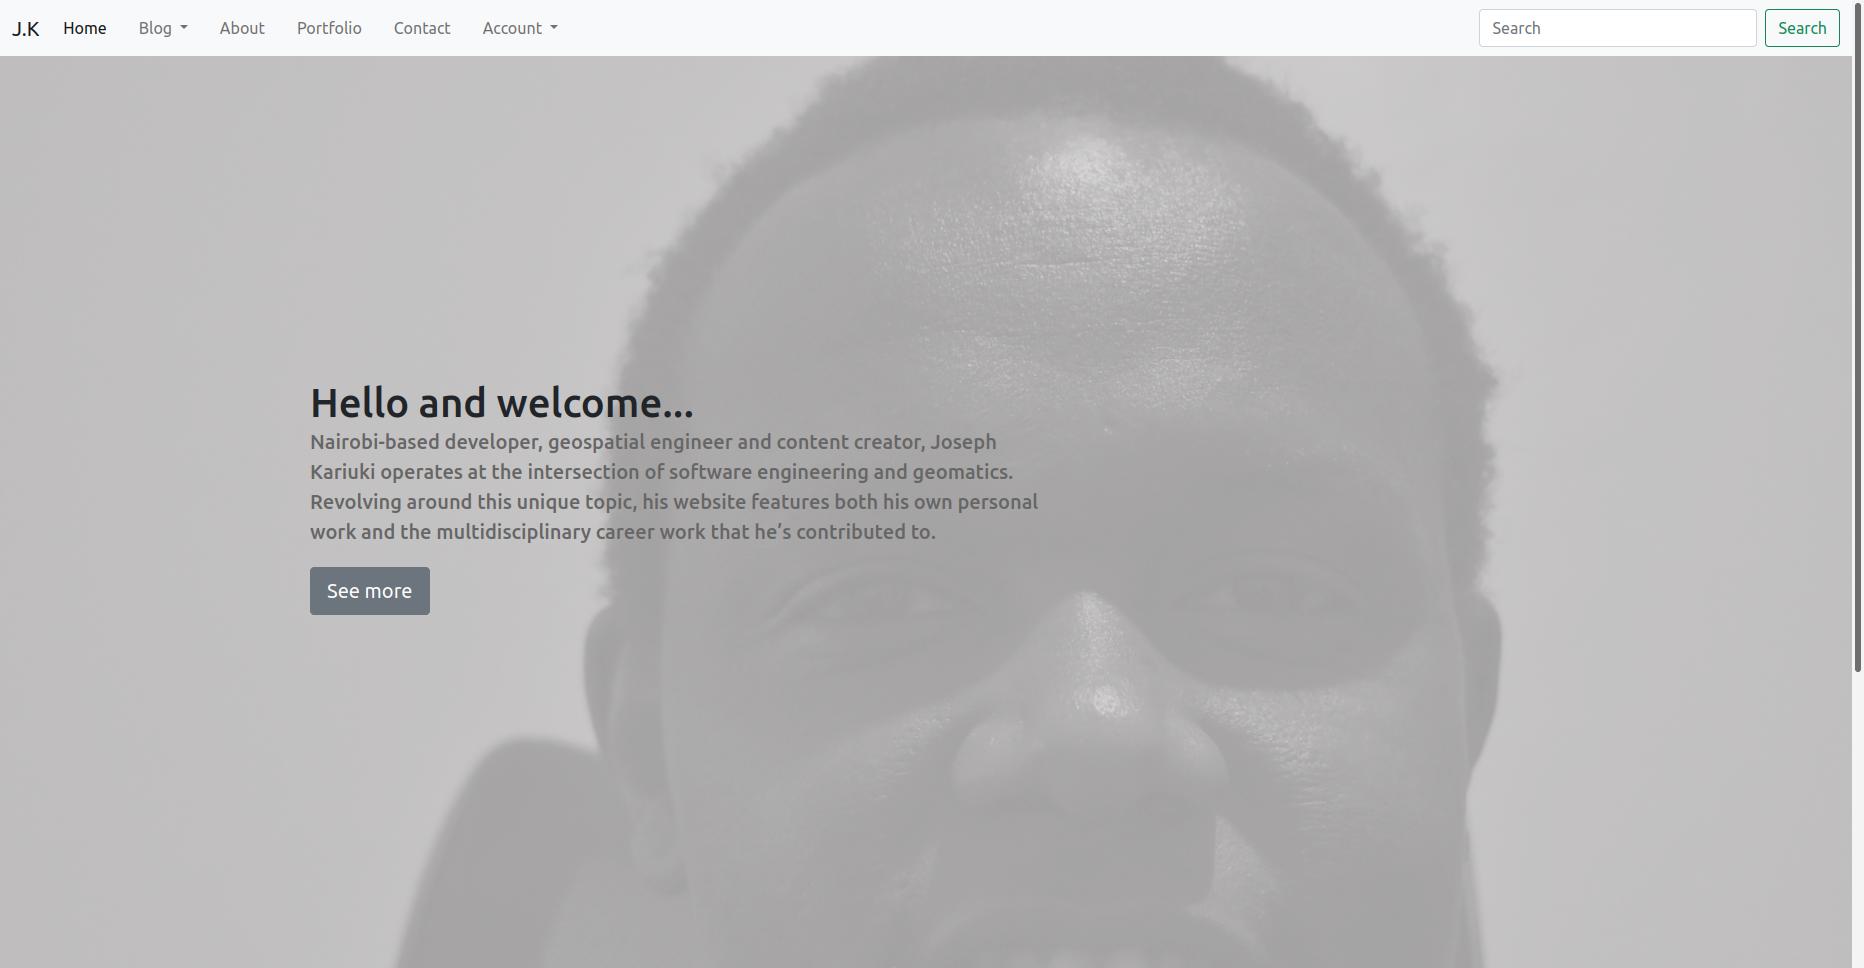 J.K Home Blog About Portfolio Contact Account Search Search
Hello and welcome...
Nairobi-based developer, geospatial engineer and content creator, Joseph
Kariuki operates at the intersection of software engineering and geomatics.
Revolving around this unique topic, his website features both his own personal
work and the multidisciplinary career work that he’s contributed to.
See more